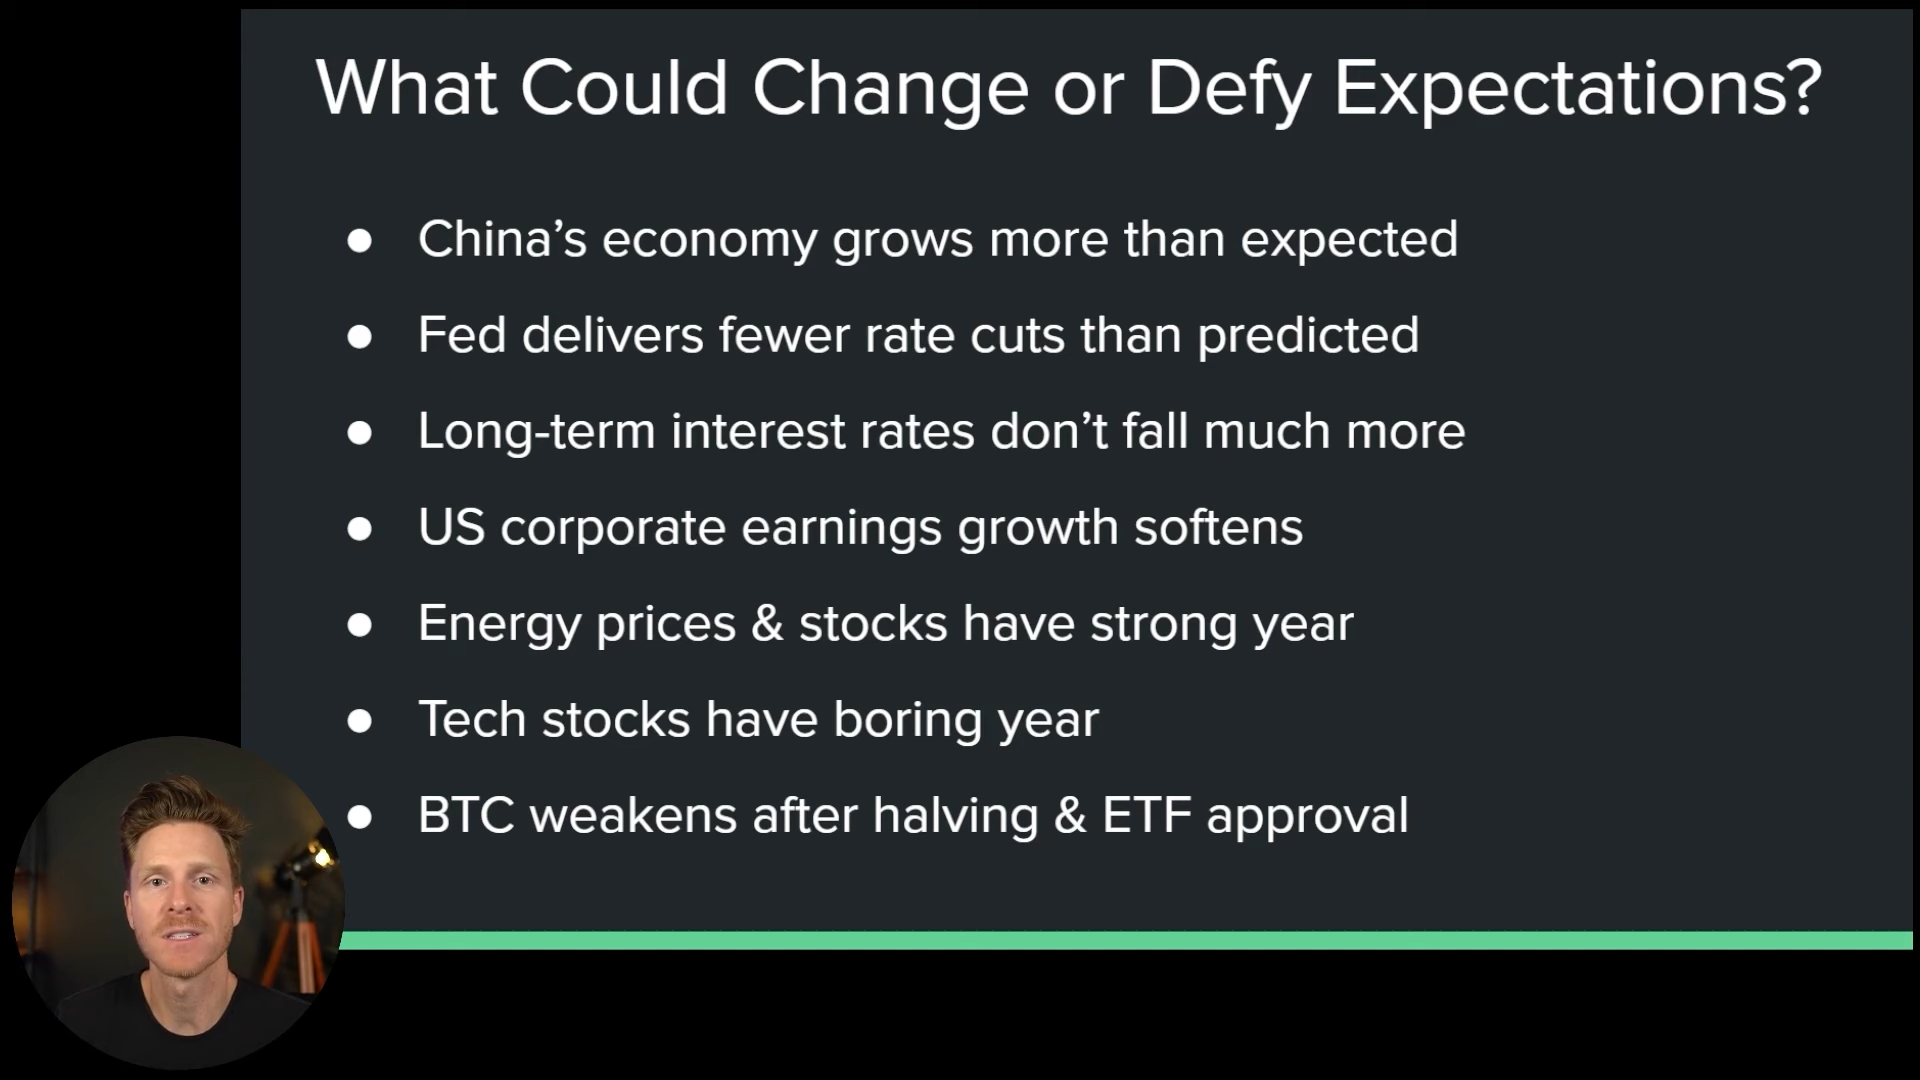 What Could Change or Defy Expectations?
● China’s economy grows more than expected
● Fed delivers fewer rate cuts than predicted
● Long-term interest rates don’t fall much more
● US corporate earnings growth softens
● Energy prices & stocks have strong year
● Tech stocks have boring year
● BTC weakens after halving & ETF approval